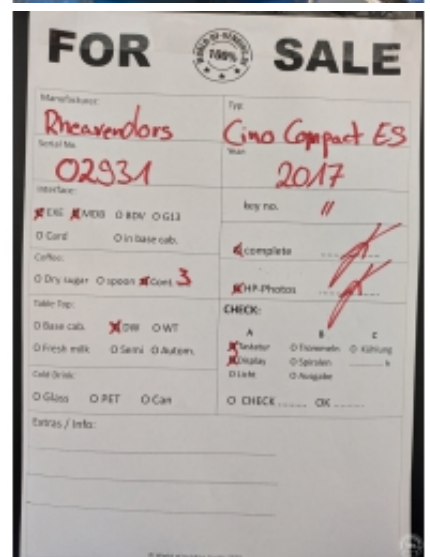 FOR SALE
100%
Manufacturer:
Rheavendors
Typ:
Cino Compact ES
Serial No.
02931
Year
2017
Interface:
EXE MDB O BDV O G13
O Card O in base cab.
key no. //
complete
HP-Photos
Coffee:
O Dry sugar O spoon Cont. 3
Table Top:
O Base cab. DW O WT
O Fresh milk O Semi O Autom.
CHECK:
A B C
Tastatur O Trommeln O Kühlung
Display O Spiralen h
O Licht O Ausgabe
Cold Drink:
O Glass O PET O Can
O CHECK OK
Extras / Info: